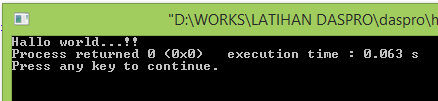 "D:\WORKS\LATIHAN DASPRO\daspro\h
Hallo world...!!
Process returned 0 (0x0)   execution time : 0.063 s
Press any key to continue.